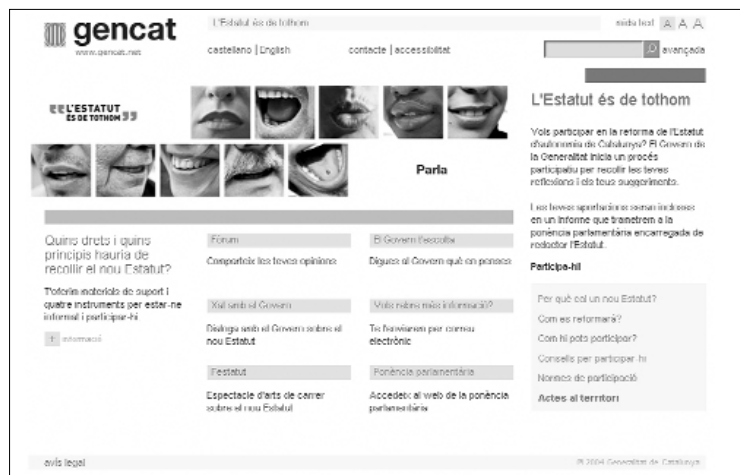 gencat
www.gencat.net
L'Estatut és de tothom
mida text A A A
castellano | English
contacte | accessibilitat
avançada
L'ESTATUT
ÉS DE TOTHOM
Parla
L'Estatut és de tothom
Vols participar en la reforma de l'Estatut
d'autonomia de Catalunya? El Govern de
la Generalitat inicia un procés
participatiu per recollir les teves
reflexions i els teus suggeriments.
Les teves aportacions seran incloses
en un informe que trametrem a la
ponència parlamentària encarregada de
redactar l'Estatut.
Participa-hi!
Quins drets i quins
principis hauria de
recollir el nou Estatut?
T'oferim materials de suport i
quatre instruments per estar-ne
informat i participar-hi
informació
Fòrum
Comparteix les teves opinions
El Govern t'escolta
Digues al Govern què en penses
Xat amb el Govern
Dialoga amb el Govern sobre el
nou Estatut
Vols rebre més informació?
Te l'enviarem per correu
electrònic
Festatut
Espectacle d'arts de carrer
sobre el nou Estatut
Ponència parlamentària
Accedeix al web de la ponència
parlamentària
Per què cal un nou Estatut?
Com es reformarà?
Com hi pots participar?
Consells per participar-hi
Normes de participació
Actes al territori
avís legal
© 2004 Generalitat de Catalunya